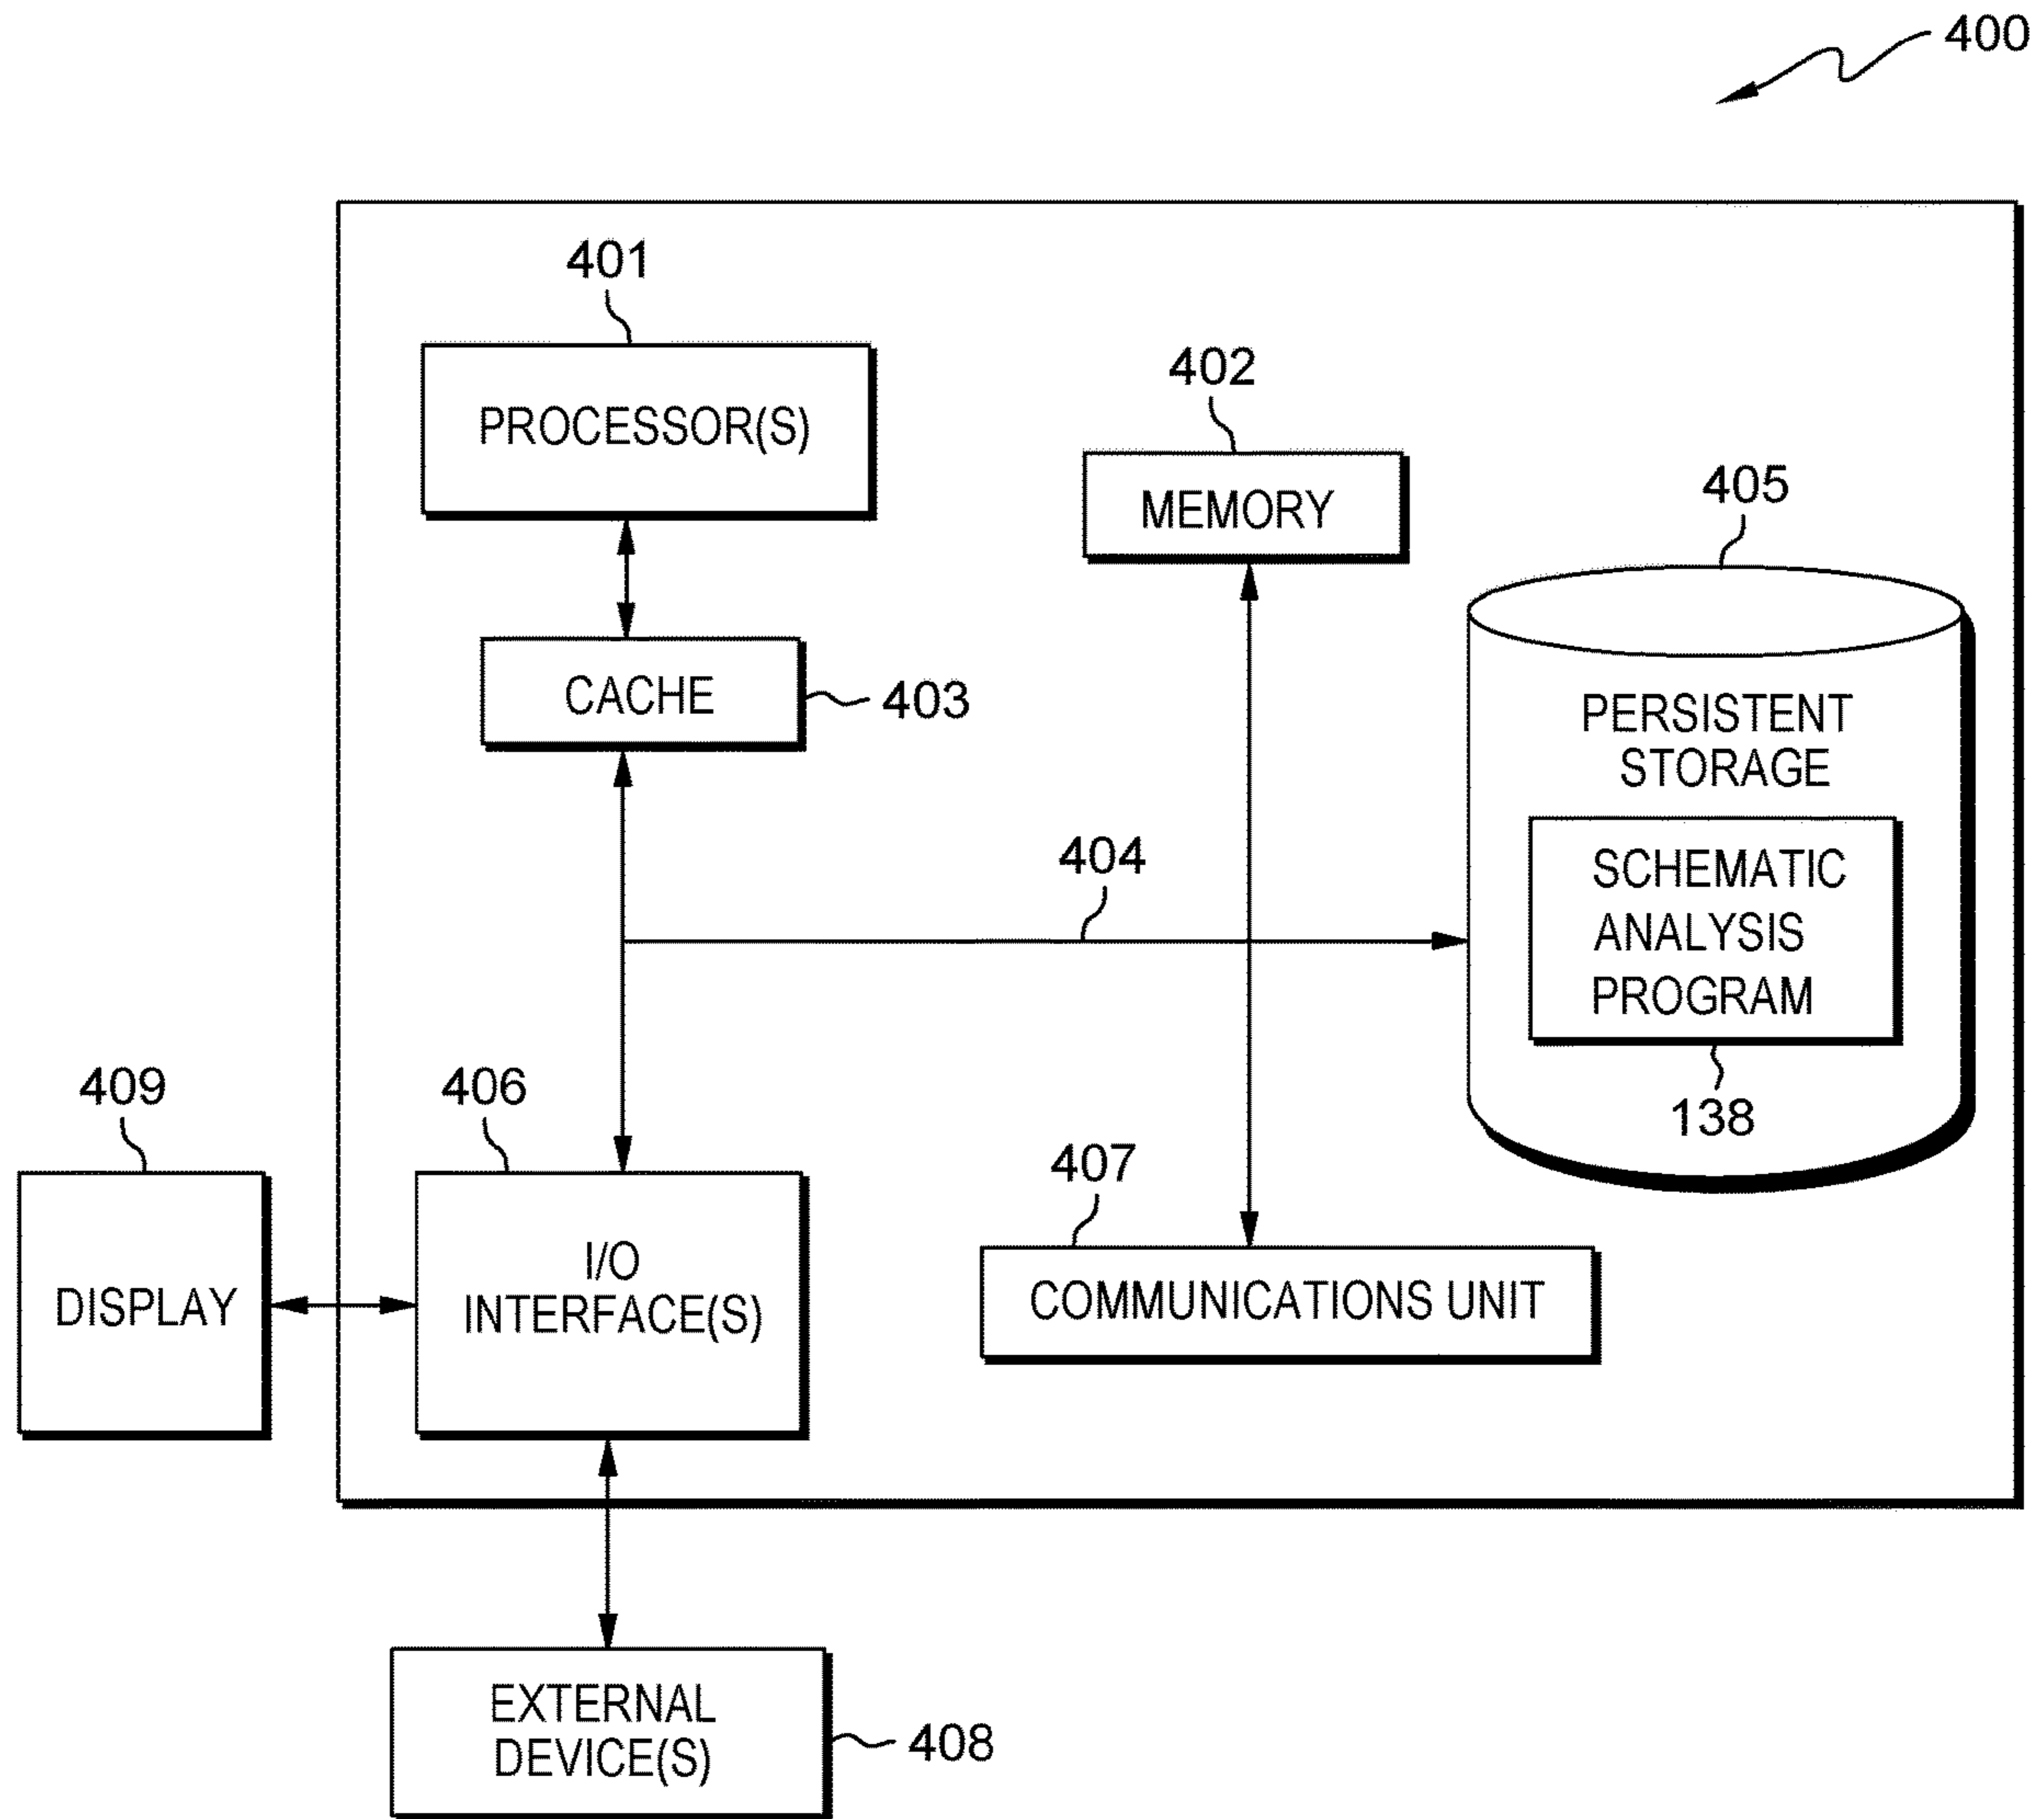 400
401
PROCESSOR(S)
402
MEMORY
405
CACHE
403
PERSISTENT
STORAGE
404
SCHEMATIC
ANALYSIS
PROGRAM
138
409
406
407
DISPLAY
I/O
INTERFACE(S)
COMMUNICATIONS UNIT
EXTERNAL
DEVICE(S)
408